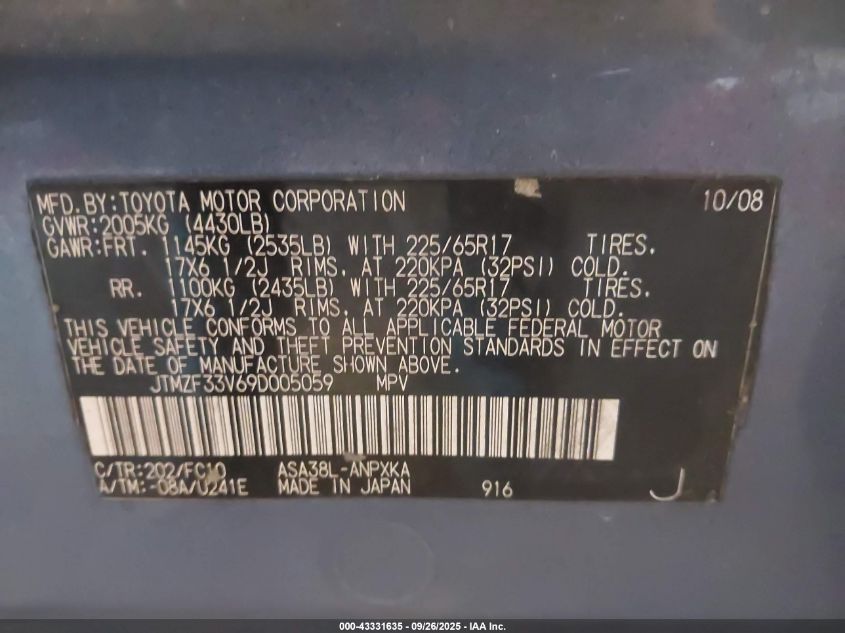 MFD.BY:TOYOTA MOTOR CORPORATION 10/08
GVWR:2005KG (4430LB)
GAWR:FRT. 1145KG (2535LB) WITH 225/65R17 TIRES,
17X6 1/2J RIMS, AT 220KPA (32PSI) COLD.
RR. 1100KG (2435LB) WITH 225/65R17 TIRES,
17X6 1/2J RIMS, AT 220KPA (32PSI) COLD.
THIS VEHICLE CONFORMS TO ALL APPLICABLE FEDERAL MOTOR
VEHICLE SAFETY AND THEFT PREVENTION STANDARDS IN EFFECT ON
THE DATE OF MANUFACTURE SHOWN ABOVE.
JTMZF33V69D005059 MPV
C/TR:202/FC10 ASA38L-ANPXKA
A/TM:-08A/U241E MADE IN JAPAN 916 J
000-43331635 - 09/26/2025 - IAA Inc.